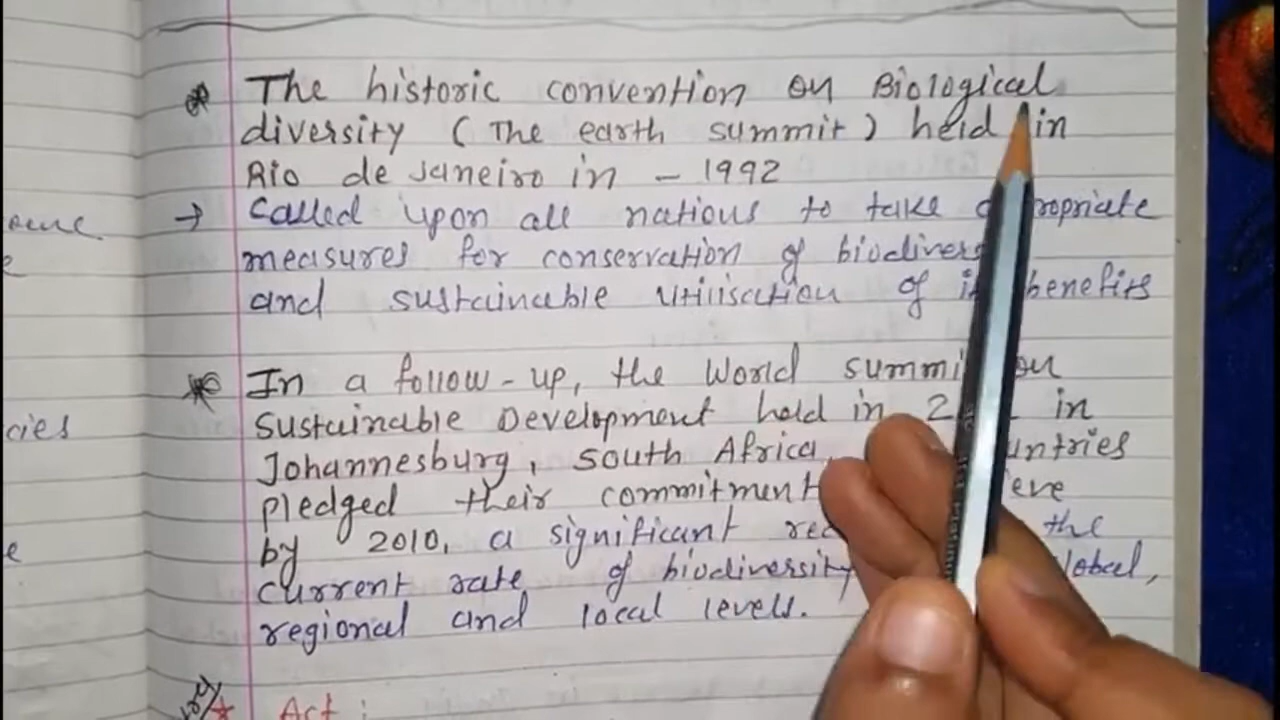 The historic convention on Biological
diversity ( The earth summit ) held in
Rio de Janeiro in - 1992
→ Called upon all nations to take
measures for conservation of
and sustainable utilisation of benefits
In a follow-up, the World on
Sustainable Development held in in
Johannesburg, South Africa,
pledged their commitment
by 2010, a significant the
current rate of biodiversity
regional and local levels.
cies
e
e
Act :